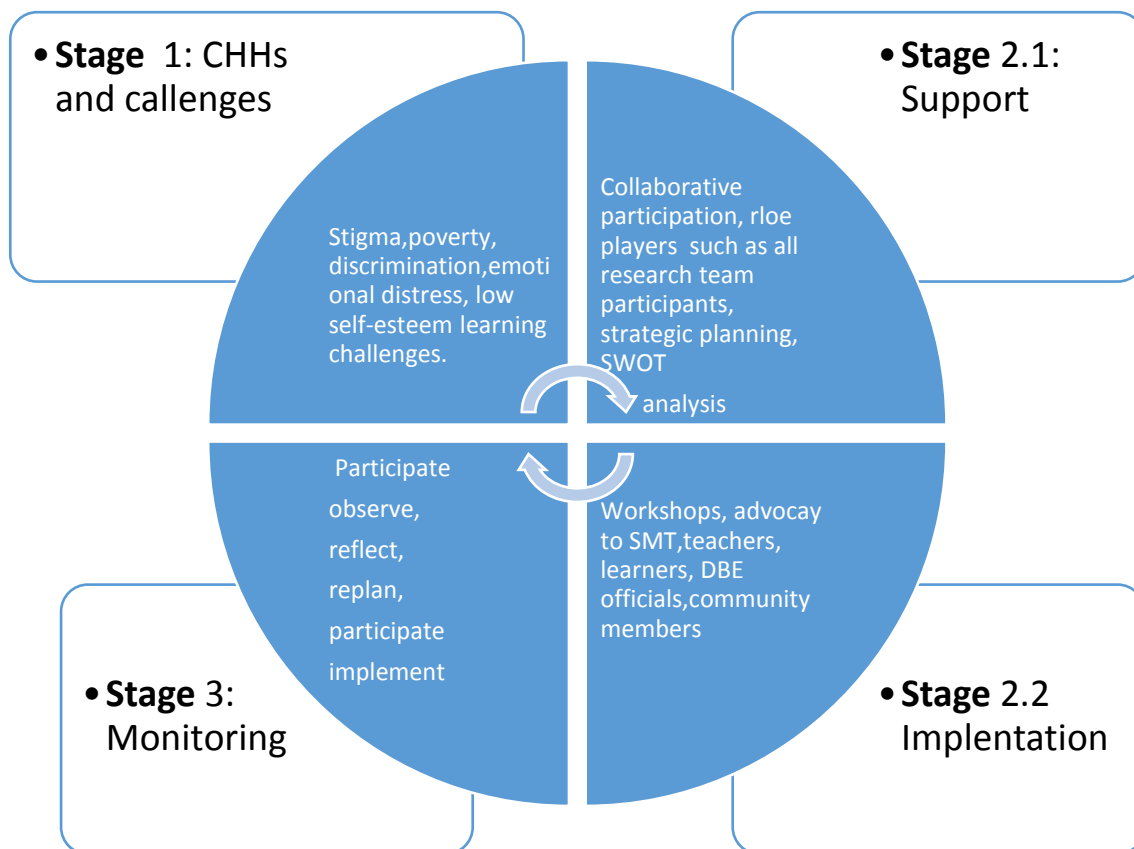 • Stage 1: CHHs
and callenges
• Stage 2.1:
Support
Stigma,poverty,
discrimination,emoti
onal distress, low
self-esteem learning
challenges.
Collaborative
participation, rloe
players such as all
research team
participants,
strategic planning,
SWOT
analysis
Participate
observe,
reflect,
replan,
participate
implement
Workshops, advocay
to SMT,teachers,
learners, DBE
officials,community
members
• Stage 3:
Monitoring
• Stage 2.2
Implentation